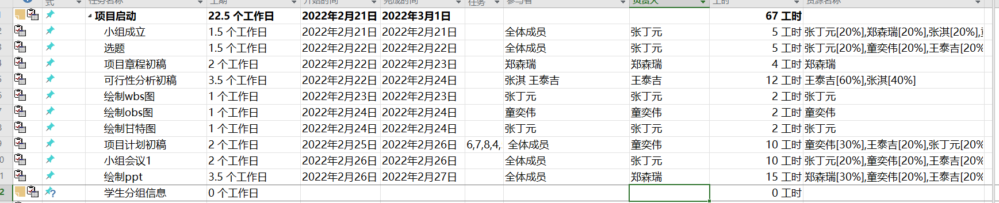 式 任务名称 工期 开始时间 完成时间 任务 参与者 负责人 工时 资源名称
1 项目启动 22.5 个工作日 2022年2月21日 2022年3月1日 67 工时
2 小组成立 1.5 个工作日 2022年2月21日 2022年2月21日 全体成员 张丁元 5 工时 张丁元[20%],郑森瑞[20%],张淇[20%],童
3 选题 1.5 个工作日 2022年2月22日 2022年2月22日 全体成员 张丁元 5 工时 张丁元[20%],童奕伟[20%],王泰吉[20%
4 项目章程初稿 2 个工作日 2022年2月22日 2022年2月23日 郑森瑞 郑森瑞 4 工时 郑森瑞
5 可行性分析初稿 3.5 个工作日 2022年2月22日 2022年2月24日 张淇 王泰吉 王泰吉 12 工时 王泰吉[60%],张淇[40%]
6 绘制wbs图 1 个工作日 2022年2月23日 2022年2月23日 张丁元 张丁元 2 工时 张丁元
7 绘制obs图 1 个工作日 2022年2月24日 2022年2月24日 童奕伟 童奕伟 2 工时 童奕伟
8 绘制甘特图 1 个工作日 2022年2月24日 2022年2月24日 张丁元 张丁元 2 工时 张丁元
9 项目计划初稿 2 个工作日 2022年2月25日 2022年2月26日 6,7,8,4, 全体成员 童奕伟 10 工时 童奕伟[30%],王泰吉[20%],张丁元[20%
0 小组会议1 2 个工作日 2022年2月26日 2022年2月26日 全体成员 张丁元 10 工时 张丁元[20%],童奕伟[20%],王泰吉[20%
1 绘制ppt 3.5 个工作日 2022年2月26日 2022年2月27日 全体成员 郑森瑞 15 工时 郑森瑞[30%],童奕伟[20%],王泰吉[20%
2 学生分组信息 0 个工作日 0 工时